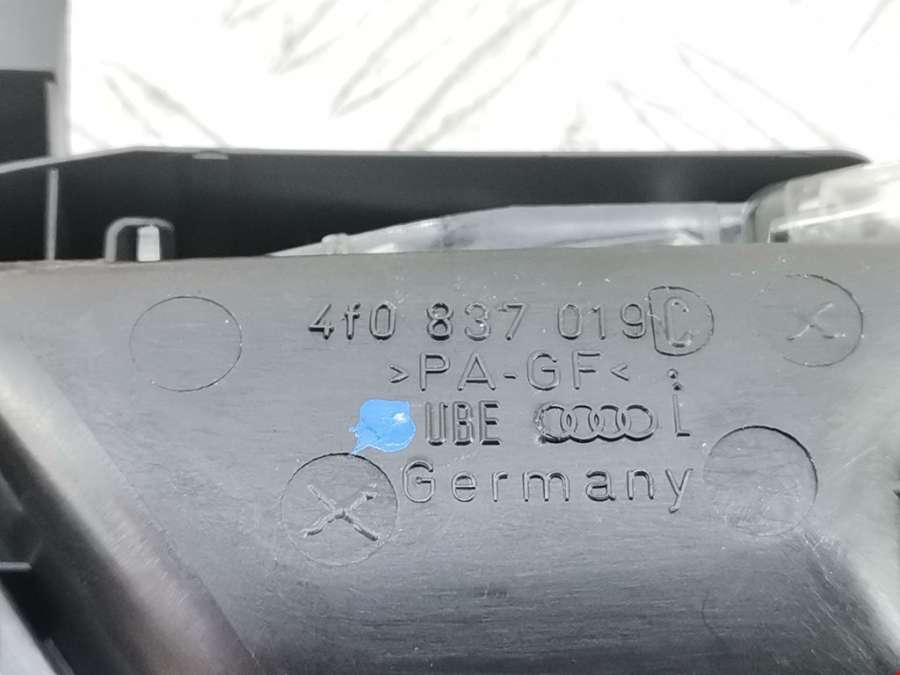 4f0 837 019 C
>PA-GF<
UBE i
Germany